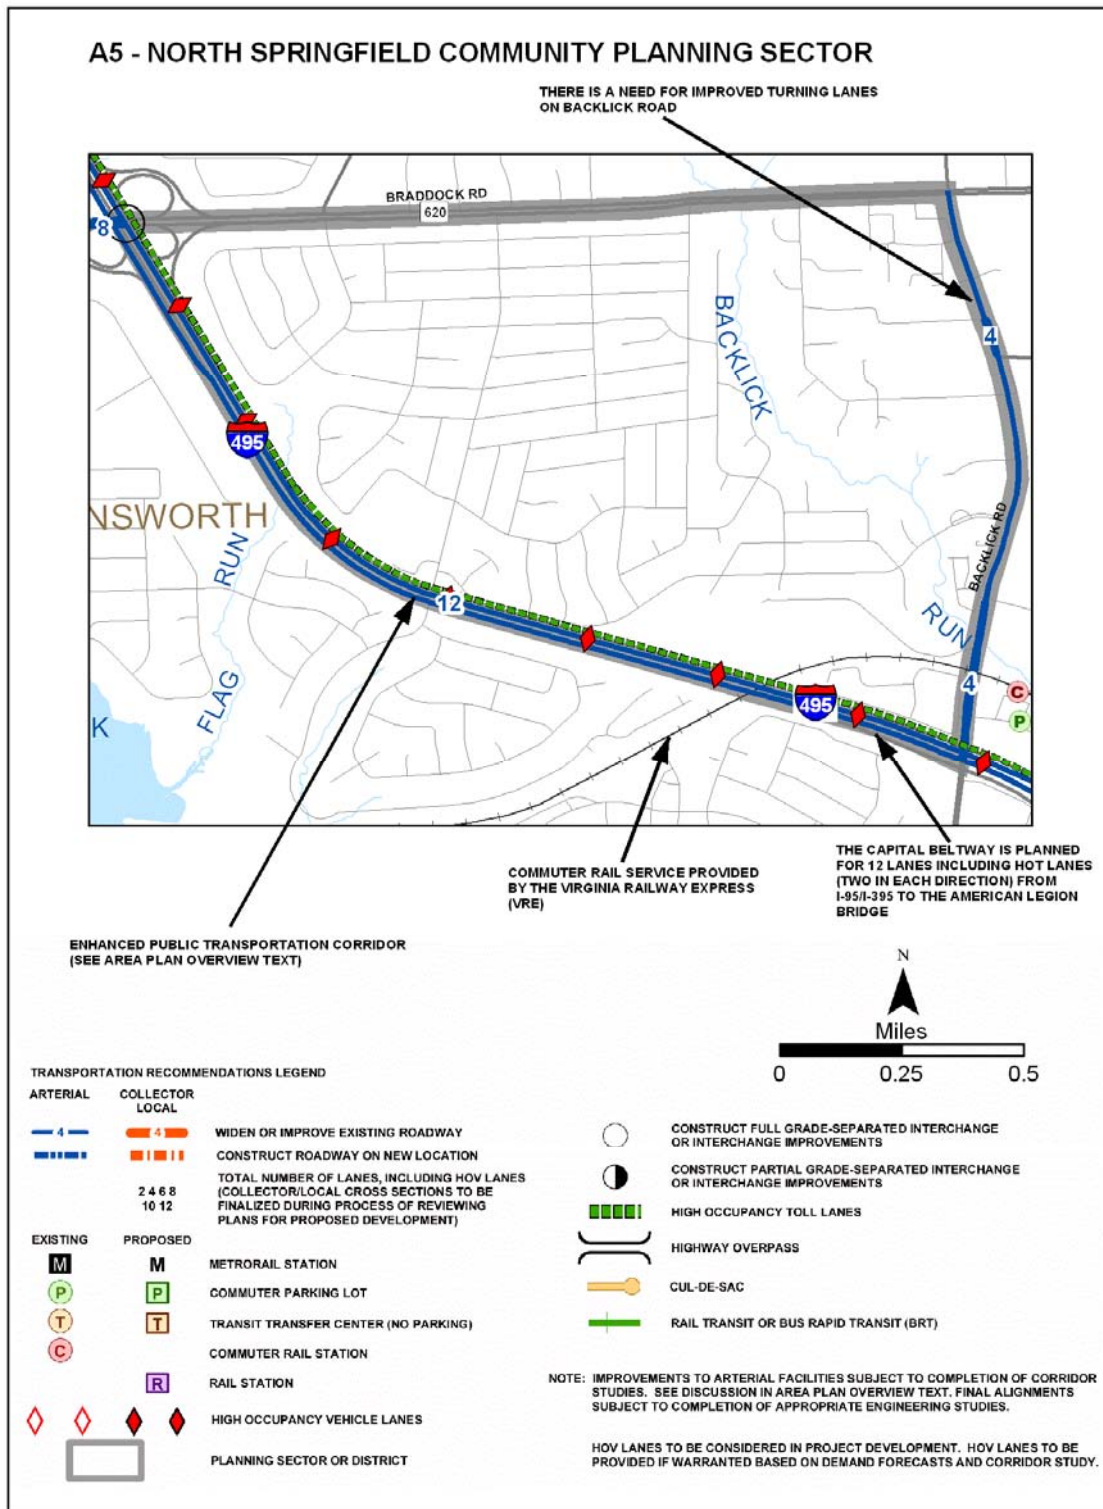 A5 - NORTH SPRINGFIELD COMMUNITY PLANNING SECTOR
THERE IS A NEED FOR IMPROVED TURNING LANES
ON BACKLICK ROAD
BRADDOCK RD
620
8
BACKLICK
4
495
NSWORTH
FLAG RUN
BACKLICK RD
12
RUN
4
C
495
P
K
COMMUTER RAIL SERVICE PROVIDED
BY THE VIRGINIA RAILWAY EXPRESS
(VRE)
THE CAPITAL BELTWAY IS PLANNED
FOR 12 LANES INCLUDING HOT LANES
(TWO IN EACH DIRECTION) FROM
I-95/I-395 TO THE AMERICAN LEGION
BRIDGE
ENHANCED PUBLIC TRANSPORTATION CORRIDOR
(SEE AREA PLAN OVERVIEW TEXT)
N
Miles
0 0.25 0.5
TRANSPORTATION RECOMMENDATIONS LEGEND
ARTERIAL COLLECTOR
LOCAL
4 4 WIDEN OR IMPROVE EXISTING ROADWAY
CONSTRUCT ROADWAY ON NEW LOCATION
2 4 6 8
10 12
TOTAL NUMBER OF LANES, INCLUDING HOV LANES
(COLLECTOR/LOCAL CROSS SECTIONS TO BE
FINALIZED DURING PROCESS OF REVIEWING
PLANS FOR PROPOSED DEVELOPMENT)
EXISTING PROPOSED
M M METRORAIL STATION
P P COMMUTER PARKING LOT
T T TRANSIT TRANSFER CENTER (NO PARKING)
C COMMUTER RAIL STATION
R RAIL STATION
HIGH OCCUPANCY VEHICLE LANES
PLANNING SECTOR OR DISTRICT
CONSTRUCT FULL GRADE-SEPARATED INTERCHANGE
OR INTERCHANGE IMPROVEMENTS
CONSTRUCT PARTIAL GRADE-SEPARATED INTERCHANGE
OR INTERCHANGE IMPROVEMENTS
HIGH OCCUPANCY TOLL LANES
HIGHWAY OVERPASS
CUL-DE-SAC
RAIL TRANSIT OR BUS RAPID TRANSIT (BRT)
NOTE: IMPROVEMENTS TO ARTERIAL FACILITIES SUBJECT TO COMPLETION OF CORRIDOR
STUDIES. SEE DISCUSSION IN AREA PLAN OVERVIEW TEXT. FINAL ALIGNMENTS
SUBJECT TO COMPLETION OF APPROPRIATE ENGINEERING STUDIES.
HOV LANES TO BE CONSIDERED IN PROJECT DEVELOPMENT. HOV LANES TO BE
PROVIDED IF WARRANTED BASED ON DEMAND FORECASTS AND CORRIDOR STUDY.